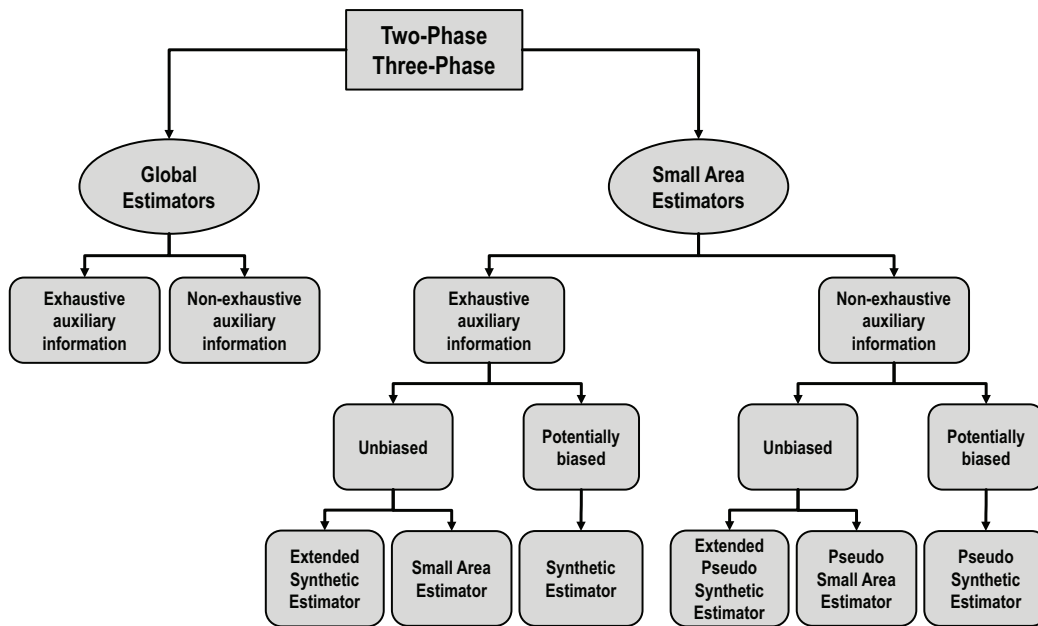 Two-Phase
Three-Phase
Global
Estimators
Small Area
Estimators
Exhaustive
auxiliary
information
Non-exhaustive
auxiliary
information
Exhaustive
auxiliary
information
Non-exhaustive
auxiliary
information
Unbiased
Potentially
biased
Unbiased
Potentially
biased
Extended
Synthetic
Estimator
Small Area
Estimator
Synthetic
Estimator
Extended
Pseudo
Synthetic
Estimator
Pseudo
Small Area
Estimator
Pseudo
Synthetic
Estimator